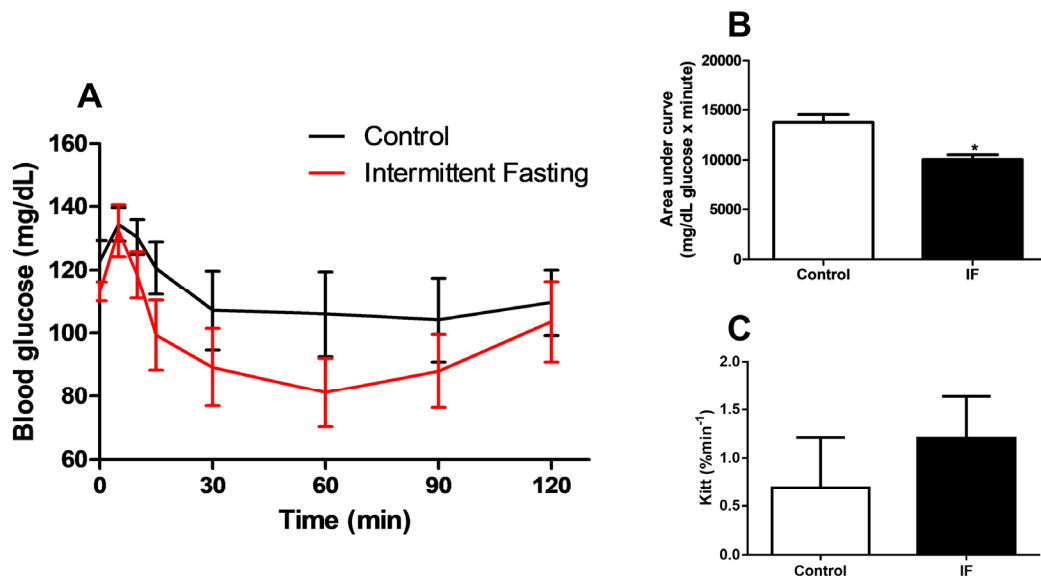 A
Control
Intermittent Fasting
160
140
120
100
80
60
0 30 60 90 120
Blood glucose (mg/dL)
Time (min)
B
20000
15000
10000
5000
0
*
Area under curve
(mg/dL glucose x minute)
Control IF
C
2.0
1.5
1.0
0.5
0.0
Kitt (%min⁻¹)
Control IF